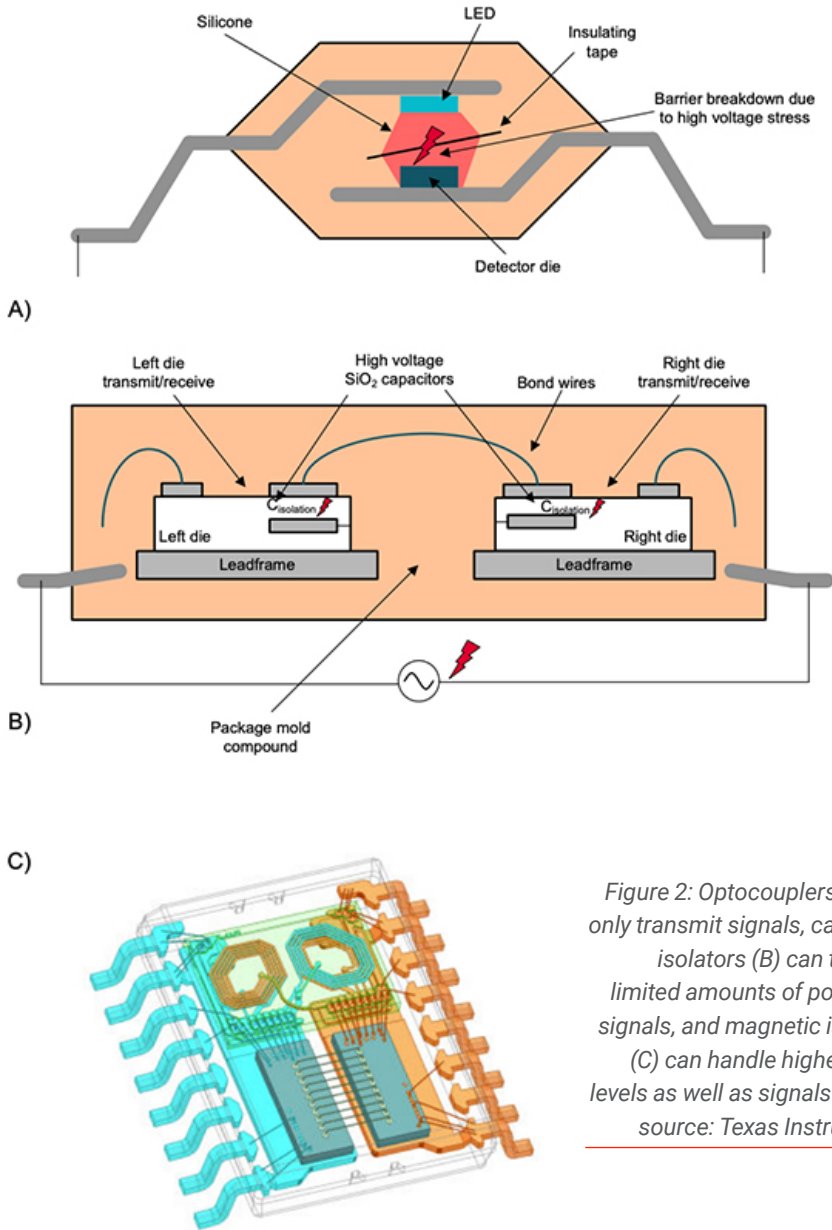 Silicone
LED
Insulating
tape
Barrier breakdown due
to high voltage stress
Detector die
A)
Left die
transmit/receive
High voltage
SiO₂ capacitors
Bond wires
Right die
transmit/receive
Cisolation
Left die
Cisolation
Right die
Leadframe
Leadframe
Package mold
compound
B)
C)
Figure 2: Optocouplers
only transmit signals, ca
isolators (B) can t
limited amounts of po
signals, and magnetic i
(C) can handle highe
levels as well as signals
source: Texas Instru